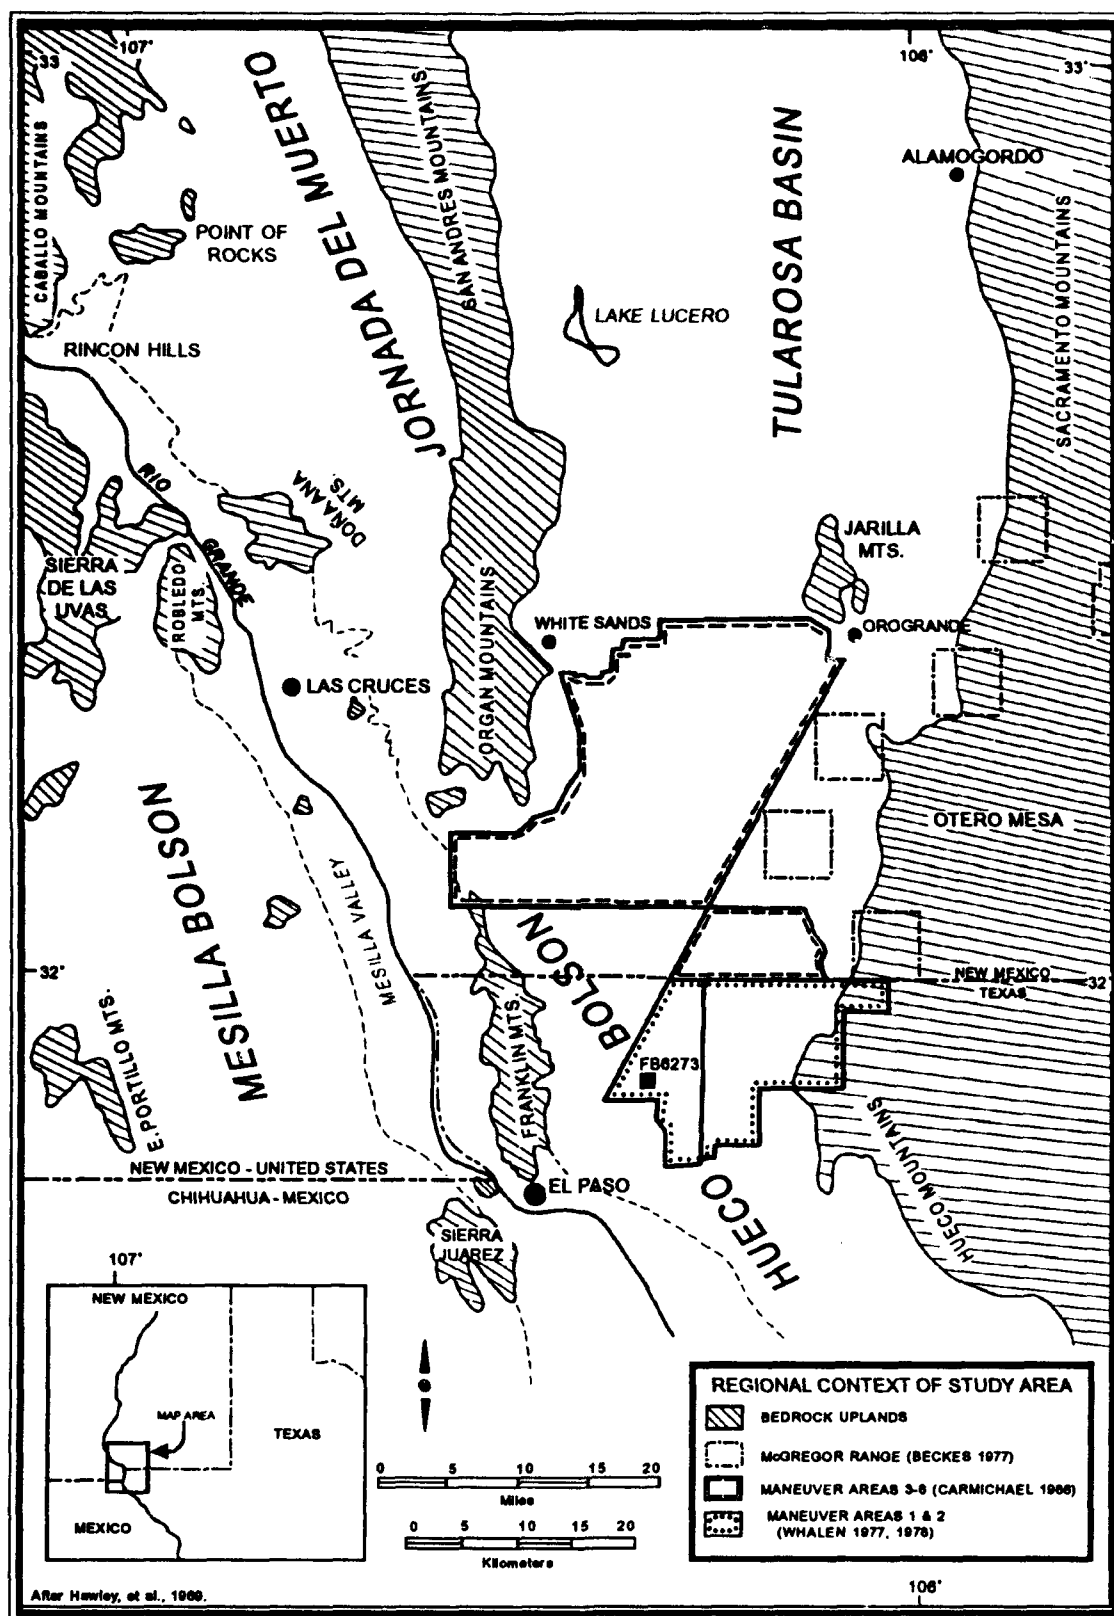 107°
106°
33
33°
JORNADA DEL MUERTO
SAN ANDRES MOUNTAINS
TULAROSA BASIN
ALAMOGORDO
SACRAMENTO MOUNTAINS
CABALLO MOUNTAINS
POINT OF
ROCKS
LAKE LUCERO
RINCON HILLS
RIO
GRANDE
DOÑA ANA
MTS.
JARILLA
MTS.
SIERRA
DE LAS
UVAS
ROBLEDO
MTS.
ORGAN MOUNTAINS
WHITE SANDS
OROGRANDE
LAS CRUCES
OTERO MESA
MESILLA BOLSON
MESILLA VALLEY
HUECO
BOLSON
32°
NEW MEXICO
TEXAS
32
E. PORTILLO MTS.
FRANKLIN MTS.
FB6273
HUECO MOUNTAINS
NEW MEXICO - UNITED STATES
CHIHUAHUA - MEXICO
EL PASO
SIERRA
JUAREZ
107°
NEW MEXICO
MAP AREA
TEXAS
MEXICO
0 5 10 15 20
Miles
0 5 10 15 20
Kilometers
REGIONAL CONTEXT OF STUDY AREA
BEDROCK UPLANDS
McGREGOR RANGE (BECKES 1977)
MANEUVER AREAS 3-8 (CARMICHAEL 1986)
MANEUVER AREAS 1 & 2
(WHALEN 1977, 1978)
After Hawley, et al., 1969.
106°